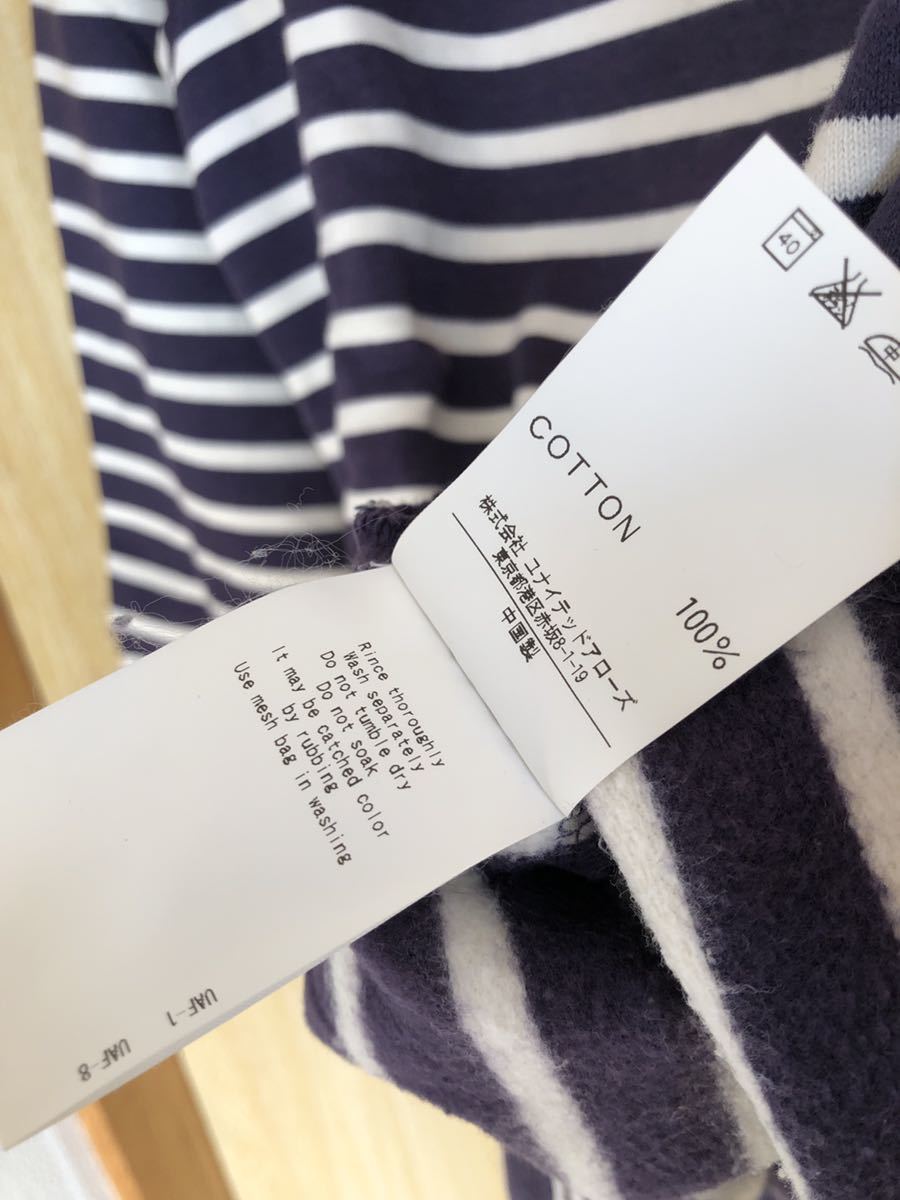 40
中
COTTON 100%
株式会社 ユナイテッドアローズ
東京都港区赤坂8-1-19
中国製
Rince thoroughly
Wash separately
Do not tumble dry
Do not soak
It may be catched color
by rubbing
Use mesh bag in washing
UAF-1
UAF-8